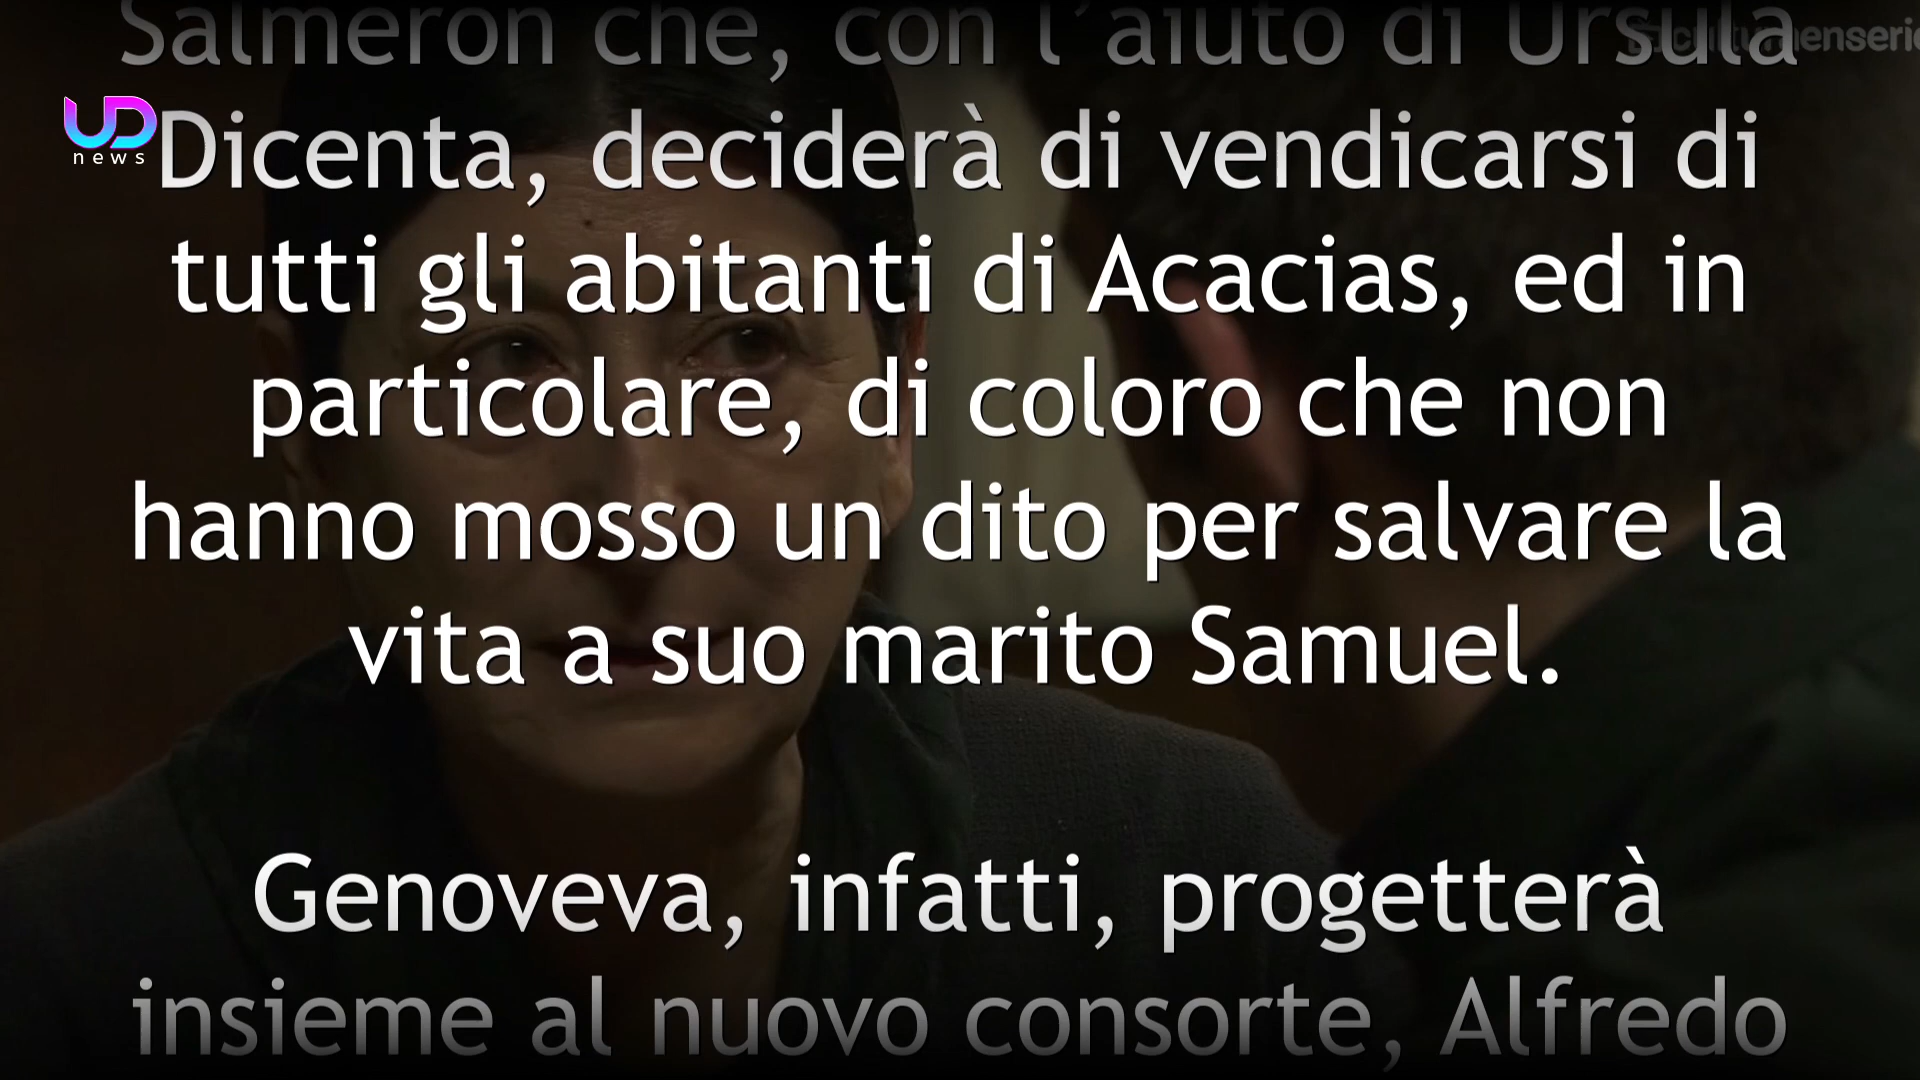 Salmeron che, con l'aiuto di Ursula
UD
news
Dicenta, deciderà di vendicarsi di
tutti gli abitanti di Acacias, ed in
particolare, di coloro che non
hanno mosso un dito per salvare la
vita a suo marito Samuel.
Genoveva, infatti, progetterà
insieme al nuovo consorte, Alfredo